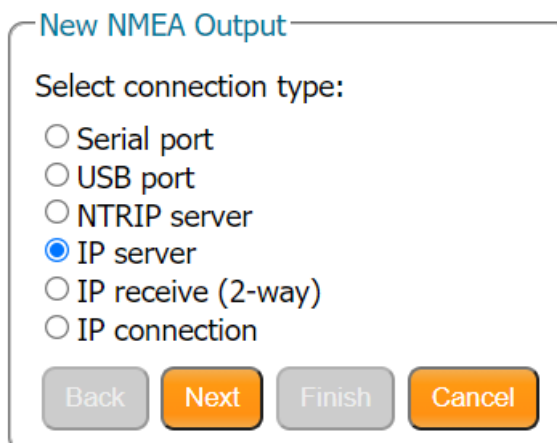 New NMEA Output
Select connection type:
Serial port
USB port
NTRIP server
IP server
IP receive (2-way)
IP connection
Back Next Finish Cancel